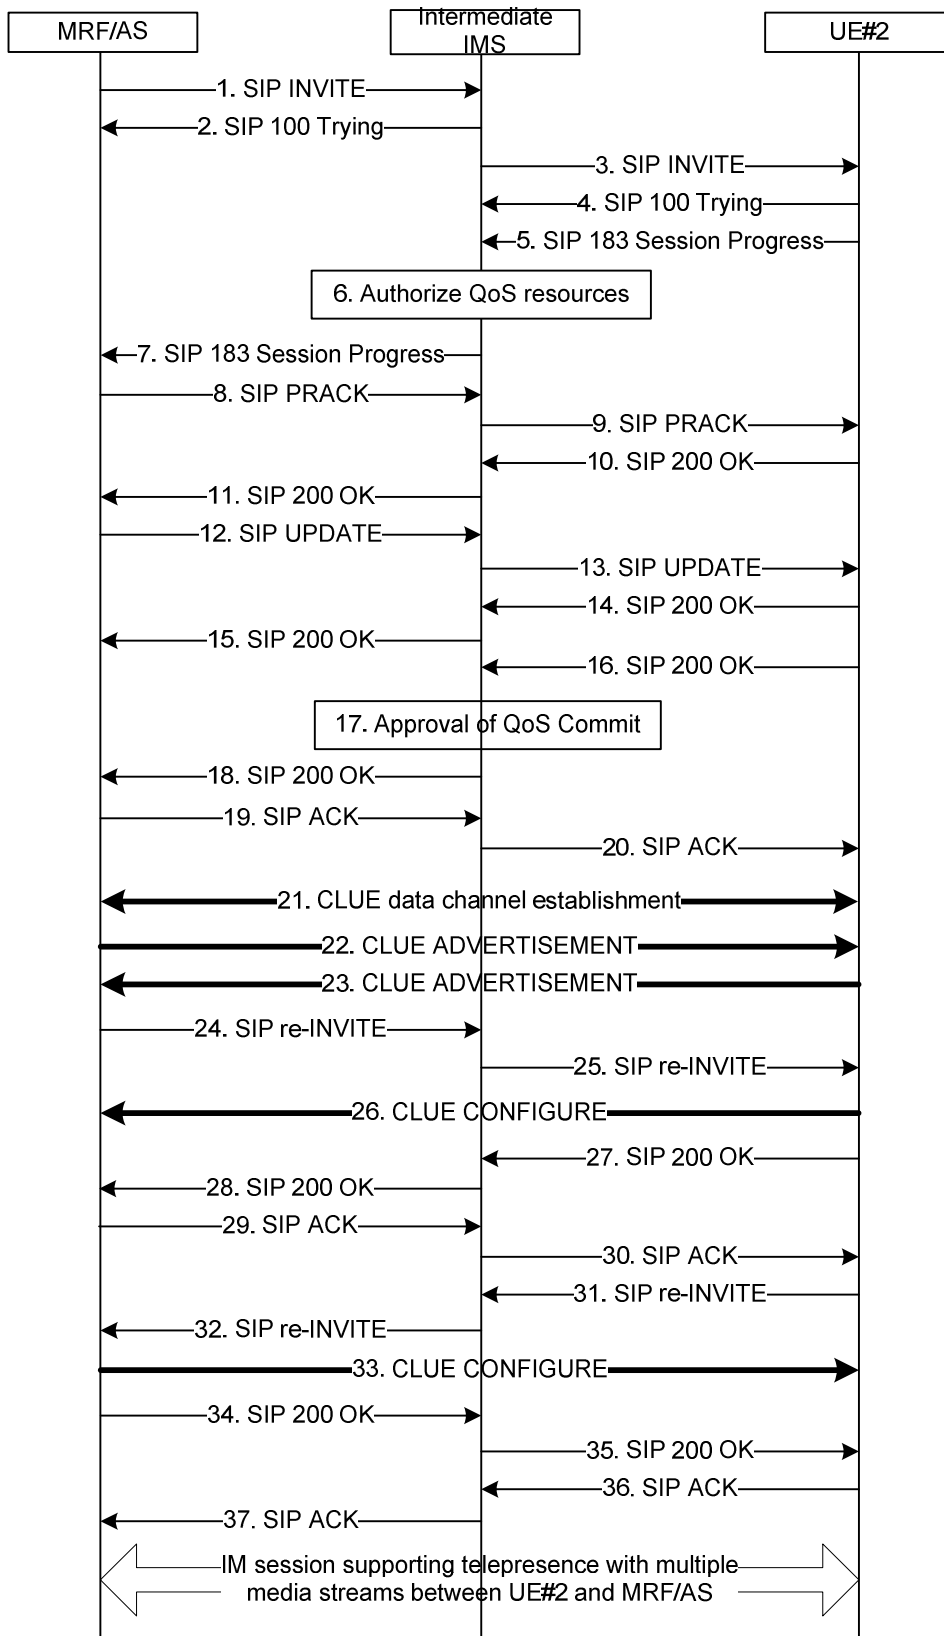 MRF/AS
Intermediate
IMS
UE#2
1. SIP INVITE
2. SIP 100 Trying
3. SIP INVITE
4. SIP 100 Trying
5. SIP 183 Session Progress
6. Authorize QoS resources
7. SIP 183 Session Progress
8. SIP PRACK
9. SIP PRACK
10. SIP 200 OK
11. SIP 200 OK
12. SIP UPDATE
13. SIP UPDATE
14. SIP 200 OK
15. SIP 200 OK
16. SIP 200 OK
17. Approval of QoS Commit
18. SIP 200 OK
19. SIP ACK
20. SIP ACK
21. CLUE data channel establishment
22. CLUE ADVERTISEMENT
23. CLUE ADVERTISEMENT
24. SIP re-INVITE
25. SIP re-INVITE
26. CLUE CONFIGURE
27. SIP 200 OK
28. SIP 200 OK
29. SIP ACK
30. SIP ACK
31. SIP re-INVITE
32. SIP re-INVITE
33. CLUE CONFIGURE
34. SIP 200 OK
35. SIP 200 OK
36. SIP ACK
37. SIP ACK
IM session supporting telepresence with multiple
media streams between UE#2 and MRF/AS